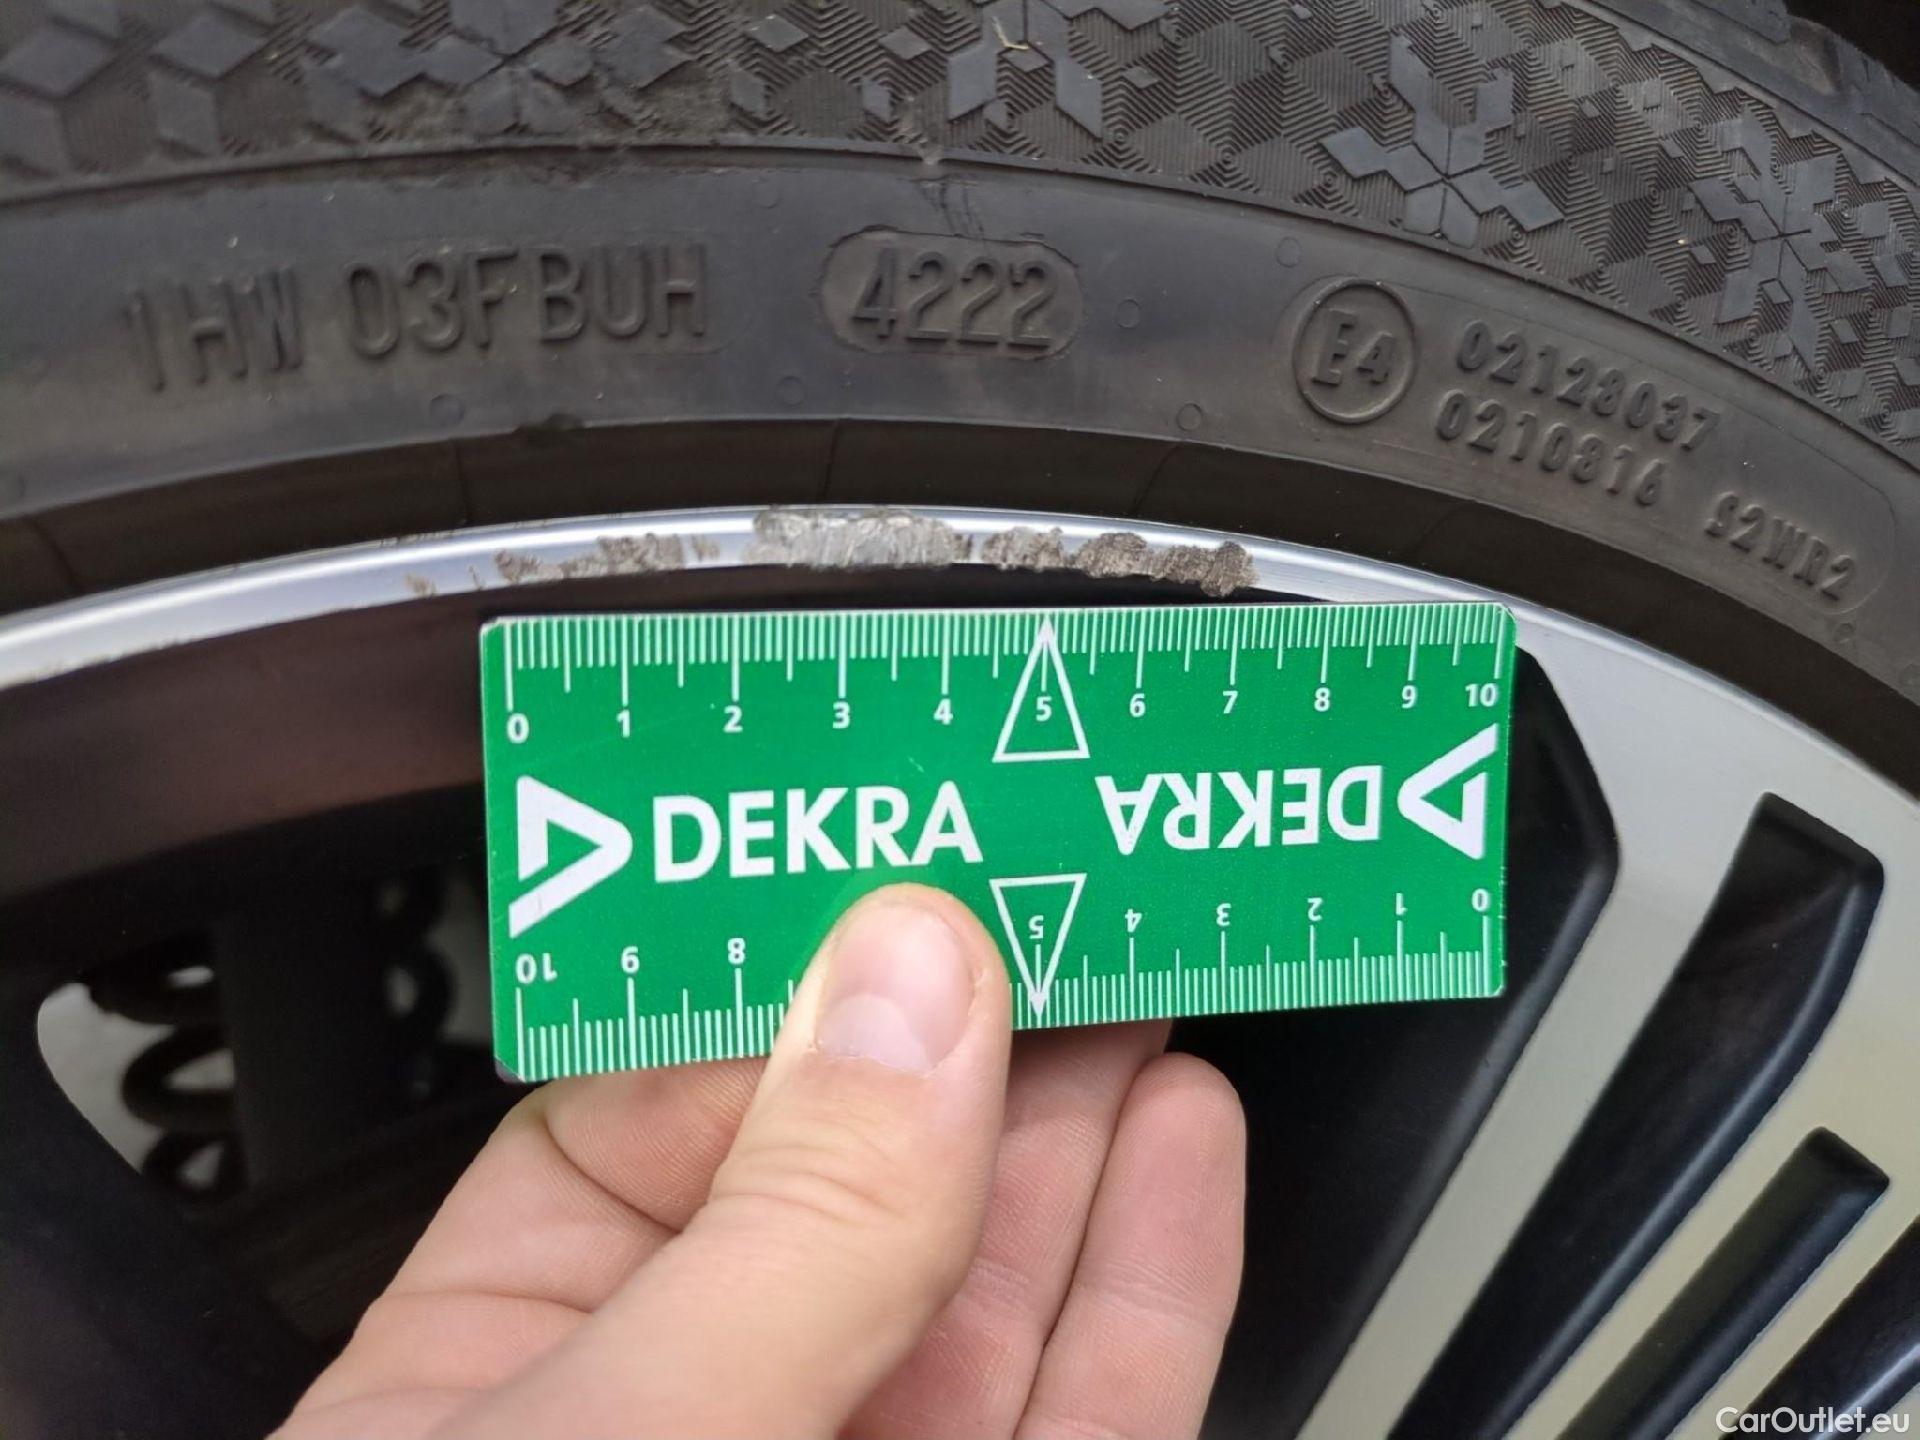 1HW 03FBUH 4222 E4 02128037
0210816 S2WR2
0 1 2 3 4 5 6 7 8 9 10
DEKRA DEKRA
10 9 8 5 4 3 2 1 0
CarOutlet.eu